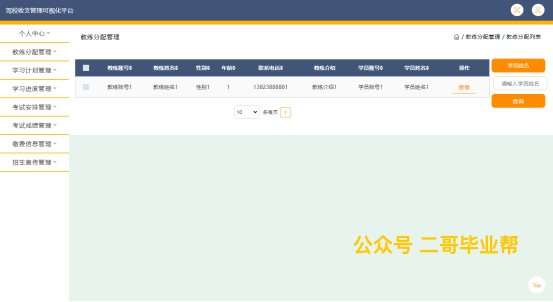 驾校收支管理可视化平台
个人中心
教练分配管理
学习计划管理
学习进度管理
考试安排管理
考试成绩管理
缴费信息管理
招生宣传管理
教练分配管理
/ 教练分配管理 / 教练分配列表
教练账号 教练姓名 性别 年龄 联系电话 教练介绍 学员账号 学员姓名 操作
教练账号1 教练姓名1 性别1 1 13823888881 教练介绍1 学员账号1 学员姓名1 查看
10 条每页 1
学员姓名
请输入学员姓名
查询
公众号 二哥毕业帮
Top